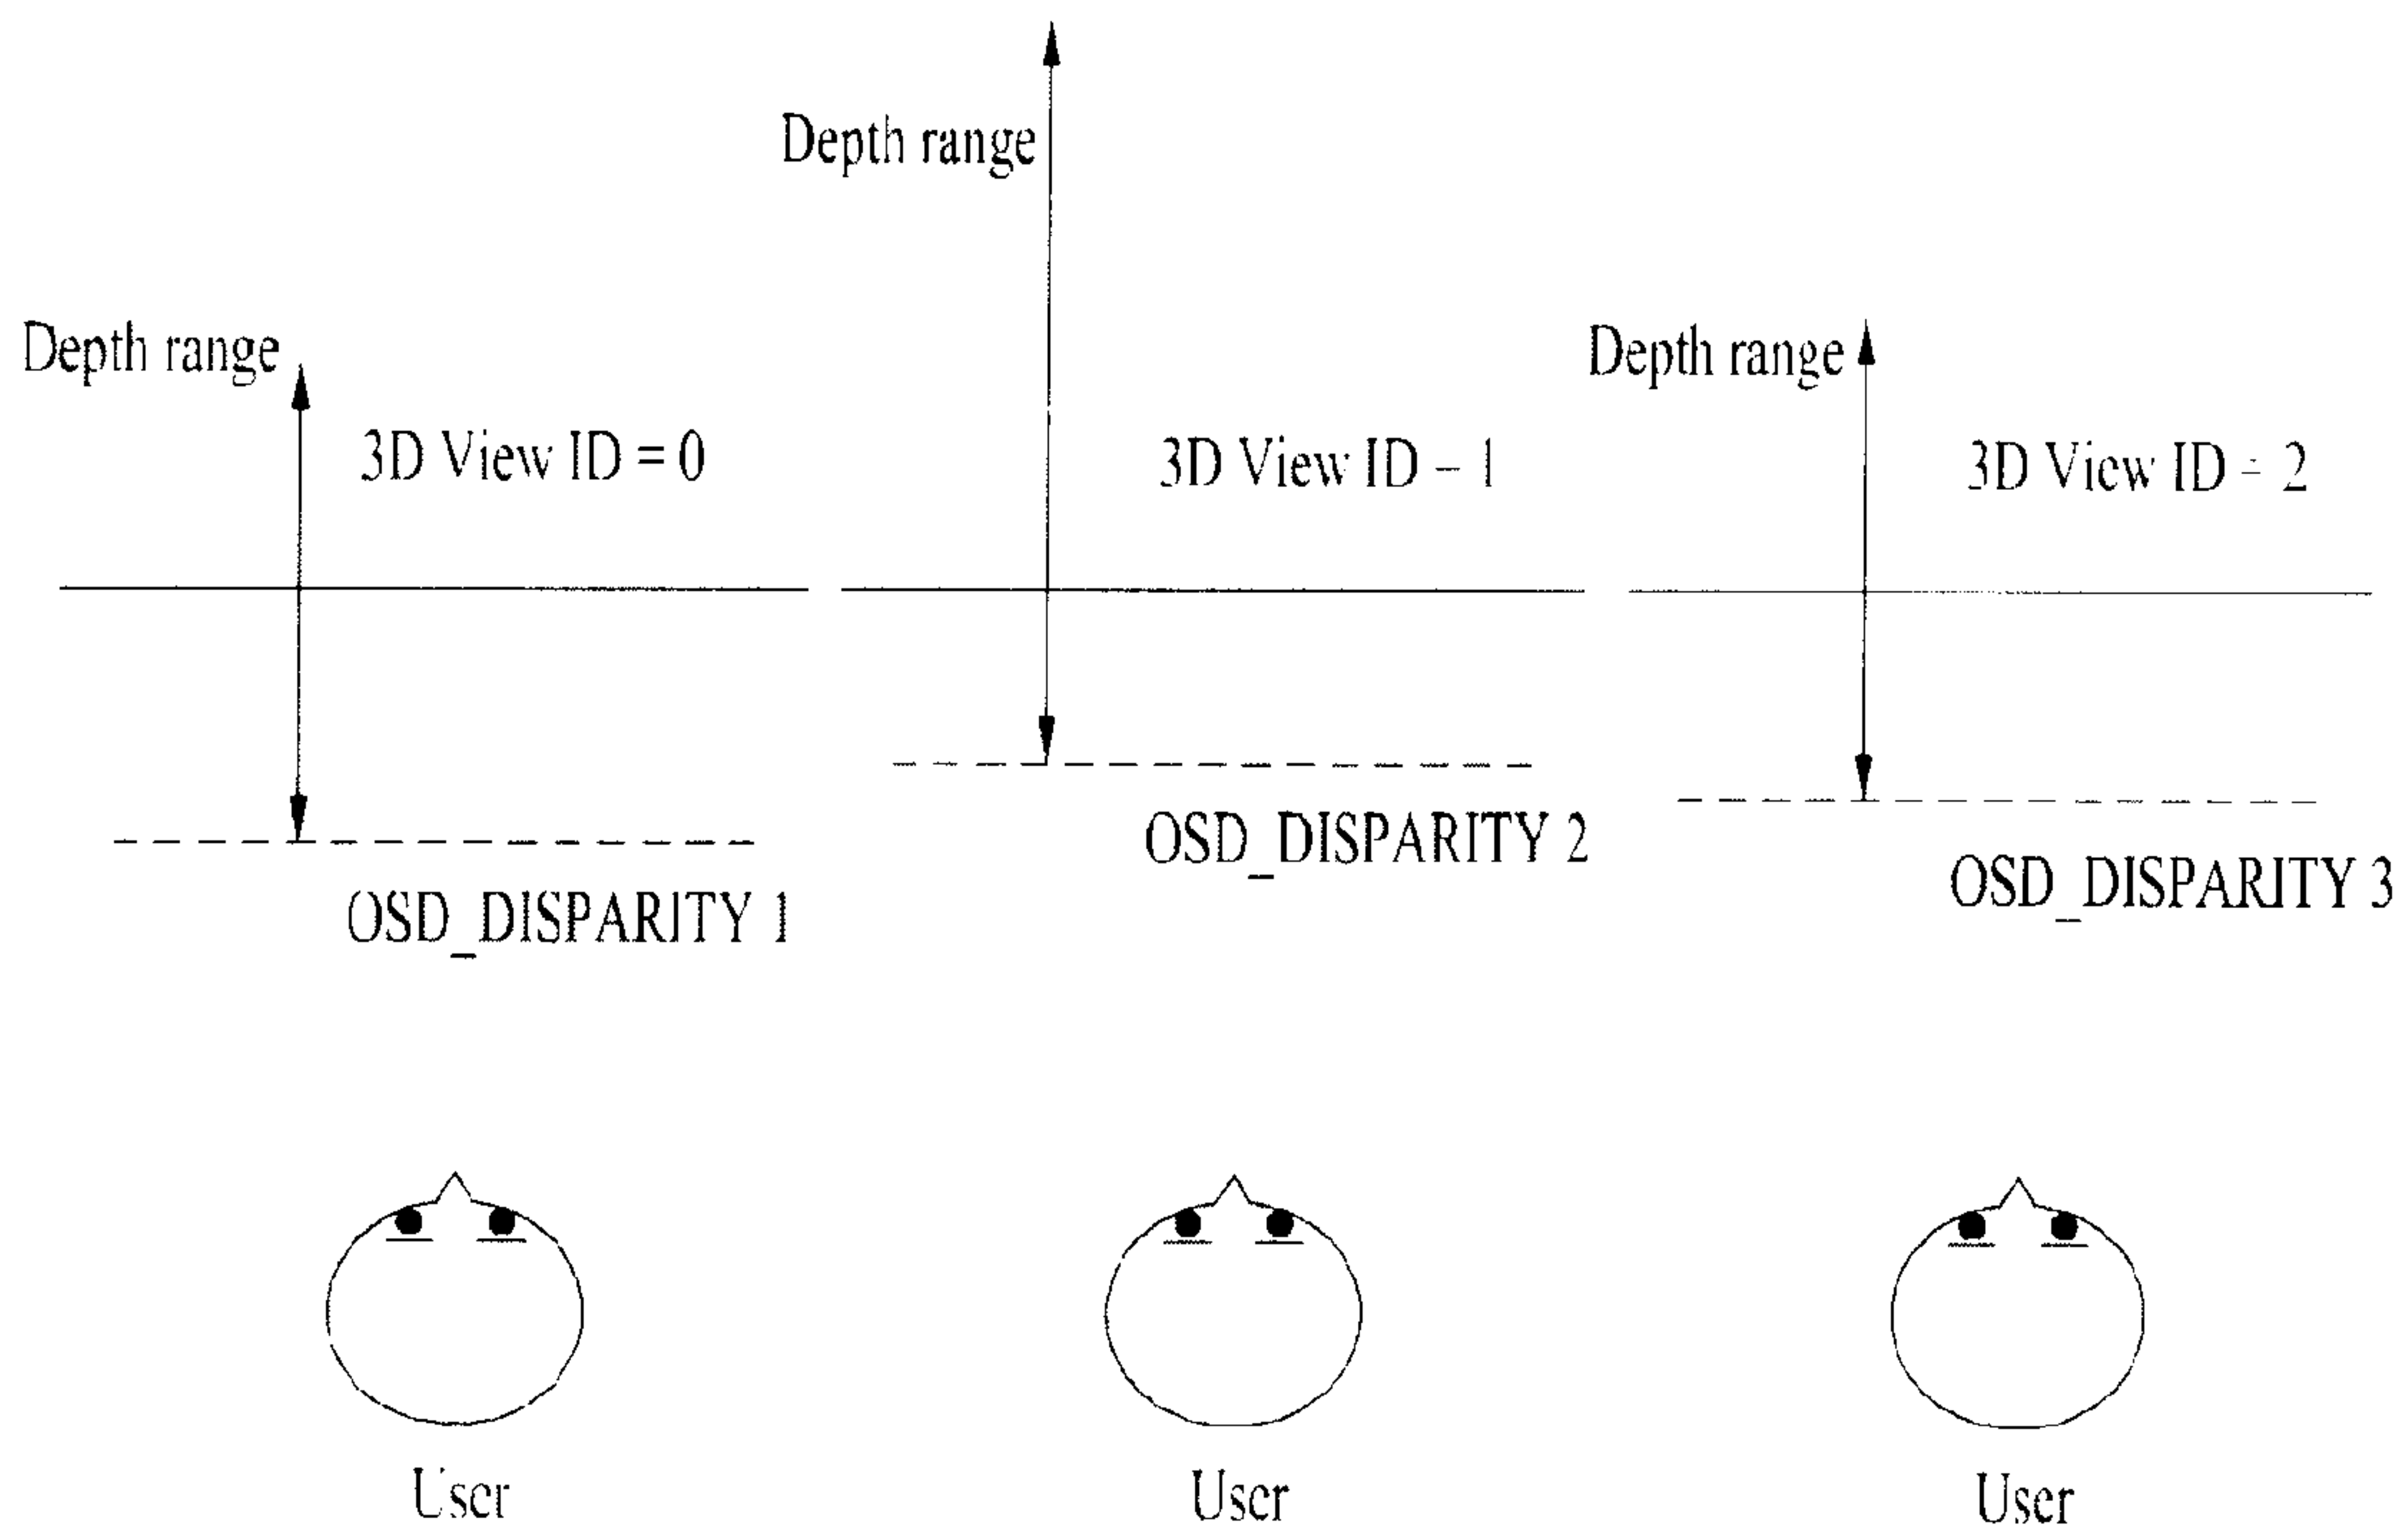 Depth range
Depth range
Depth range
3D View ID = 0
3D View ID = 1
3D View ID = 2
OSD_DISPARITY 1
OSD_DISPARITY 2
OSD_DISPARITY 3
User
User
User